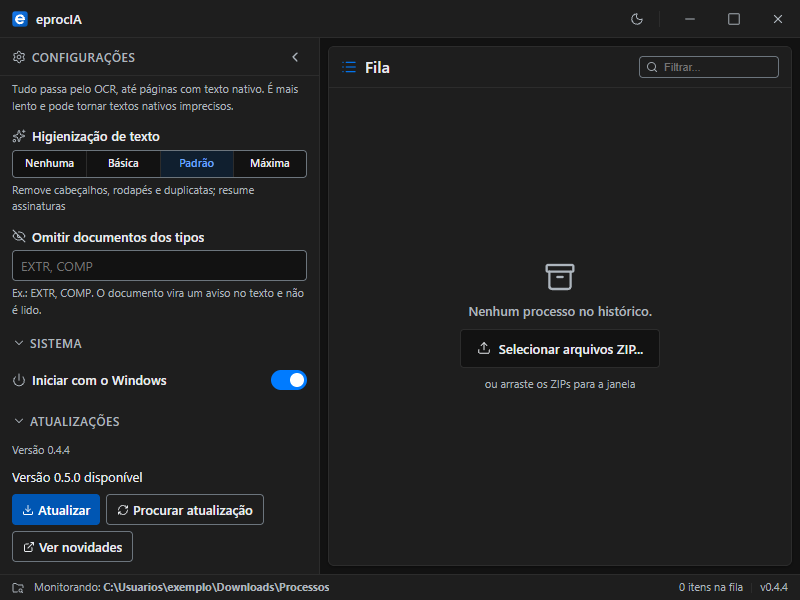 eprocIA
CONFIGURAÇÕES
Tudo passa pelo OCR, até páginas com texto nativo. É mais
lento e pode tornar textos nativos imprecisos.
Higienização de texto
Nenhuma Básica Padrão Máxima
Remove cabeçalhos, rodapés e duplicatas; resume
assinaturas
Omitir documentos dos tipos
EXTR, COMP
Ex.: EXTR, COMP. O documento vira um aviso no texto e não
é lido.
SISTEMA
Iniciar com o Windows
ATUALIZAÇÕES
Versão 0.4.4
Versão 0.5.0 disponível
Atualizar Procurar atualização
Ver novidades
Fila Filtrar...
Nenhum processo no histórico.
Selecionar arquivos ZIP...
ou arraste os ZIPs para a janela
Monitorando: C:\Usuarios\exemplo\Downloads\Processos 0 itens na fila v0.4.4